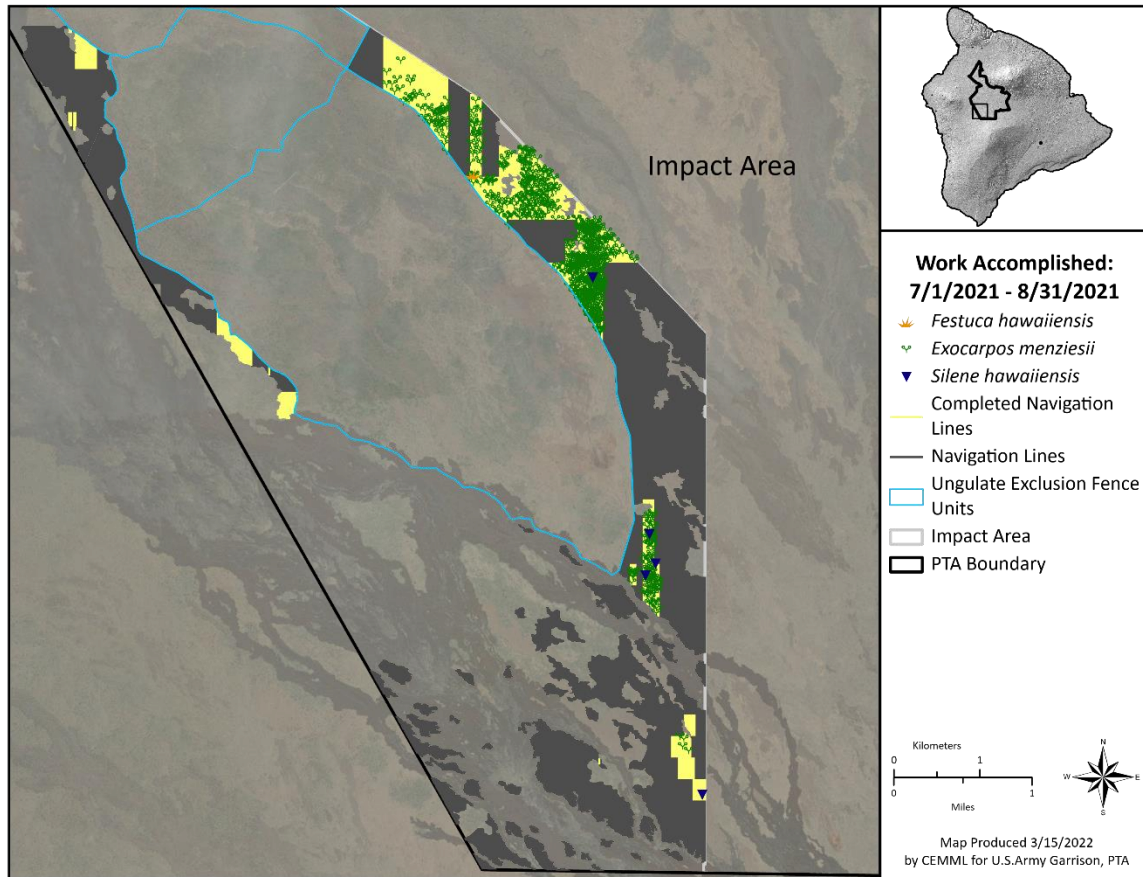 Impact Area
Work Accomplished:
7/1/2021 - 8/31/2021
Festuca hawaiiensis
Exocarpos menziesii
Silene hawaiiensis
Completed Navigation
Lines
Navigation Lines
Ungulate Exclusion Fence
Units
Impact Area
PTA Boundary
Kilometers
0 1
0 1
Miles
N
W E
S
Map Produced 3/15/2022
by CEMML for U.S.Army Garrison, PTA